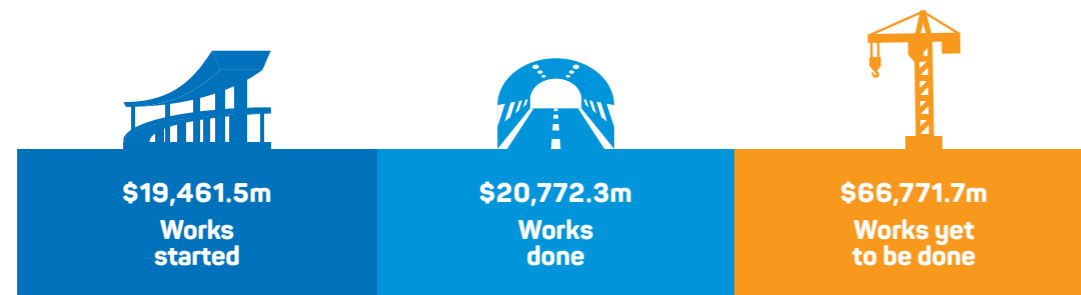 $19,461.5m
Works
started
$20,772.3m
Works
done
$66,771.7m
Works yet
to be done